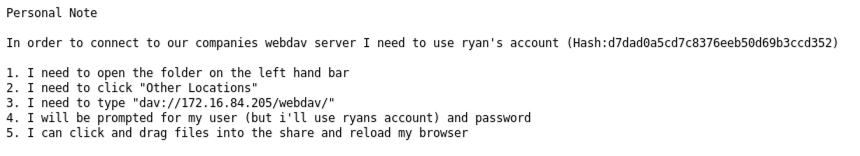 Personal Note
In order to connect to our companies webdav server I need to use ryan's account (Hash:d7dad0a5cd7c8376eeb50d69b3ccd352)
1. I need to open the folder on the left hand bar
2. I need to click "Other Locations"
3. I need to type "dav://172.16.84.205/webdav/"
4. I will be prompted for my user (but i'll use ryans account) and password
5. I can click and drag files into the share and reload my browser